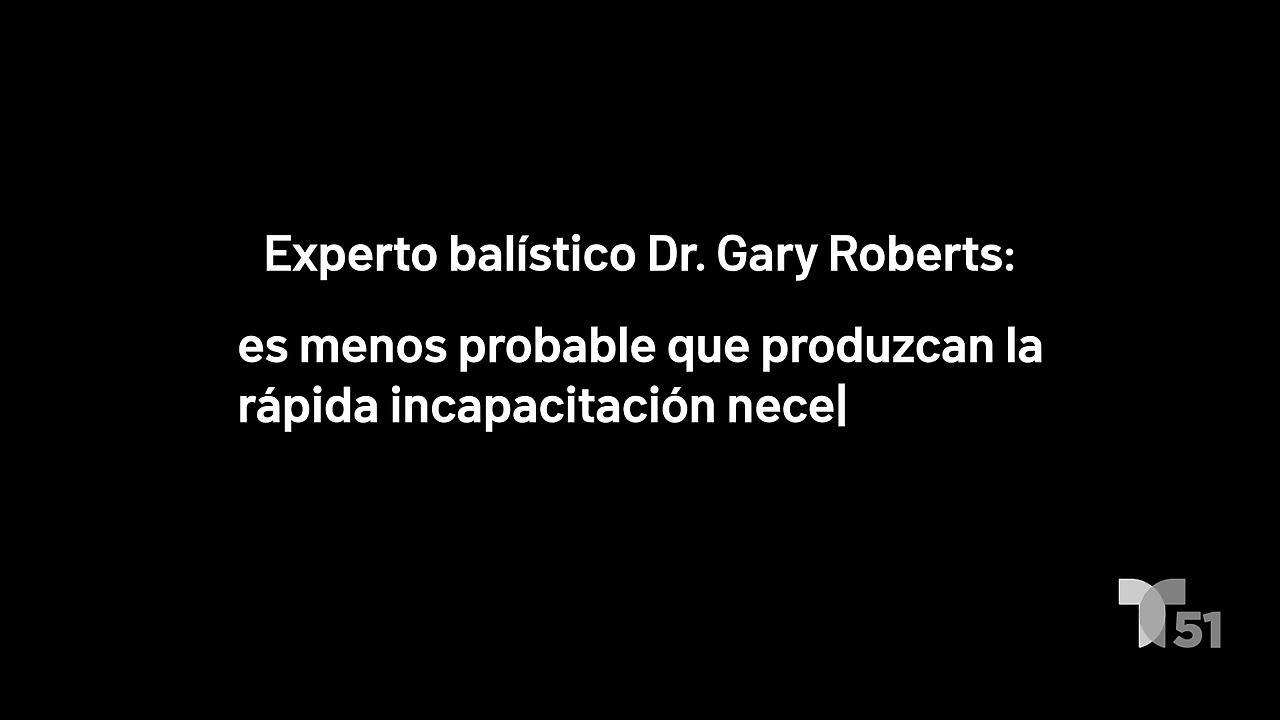 Experto balístico Dr. Gary Roberts:
es menos probable que produzcan la
rápida incapacitación nece
51